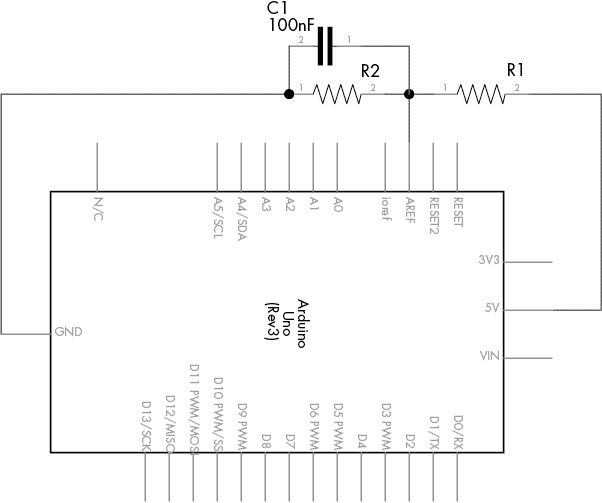 C1
100nF
2 1
R2
R1
1 2
1 2
N/C
A5/SCL
A4/SDA
A3
A2
A1
A0
ioref
AREF
RESET2
RESET
3V3
5V
VIN
GND
Arduino
Uno
(Rev3)
D13/SCK
D12/MISO
D11 PWM/MOSI
D10 PWM/SS
D9 PWM
D8
D7
D6 PWM
D5 PWM
D4
D3 PWM
D2
D1/TX
D0/RX